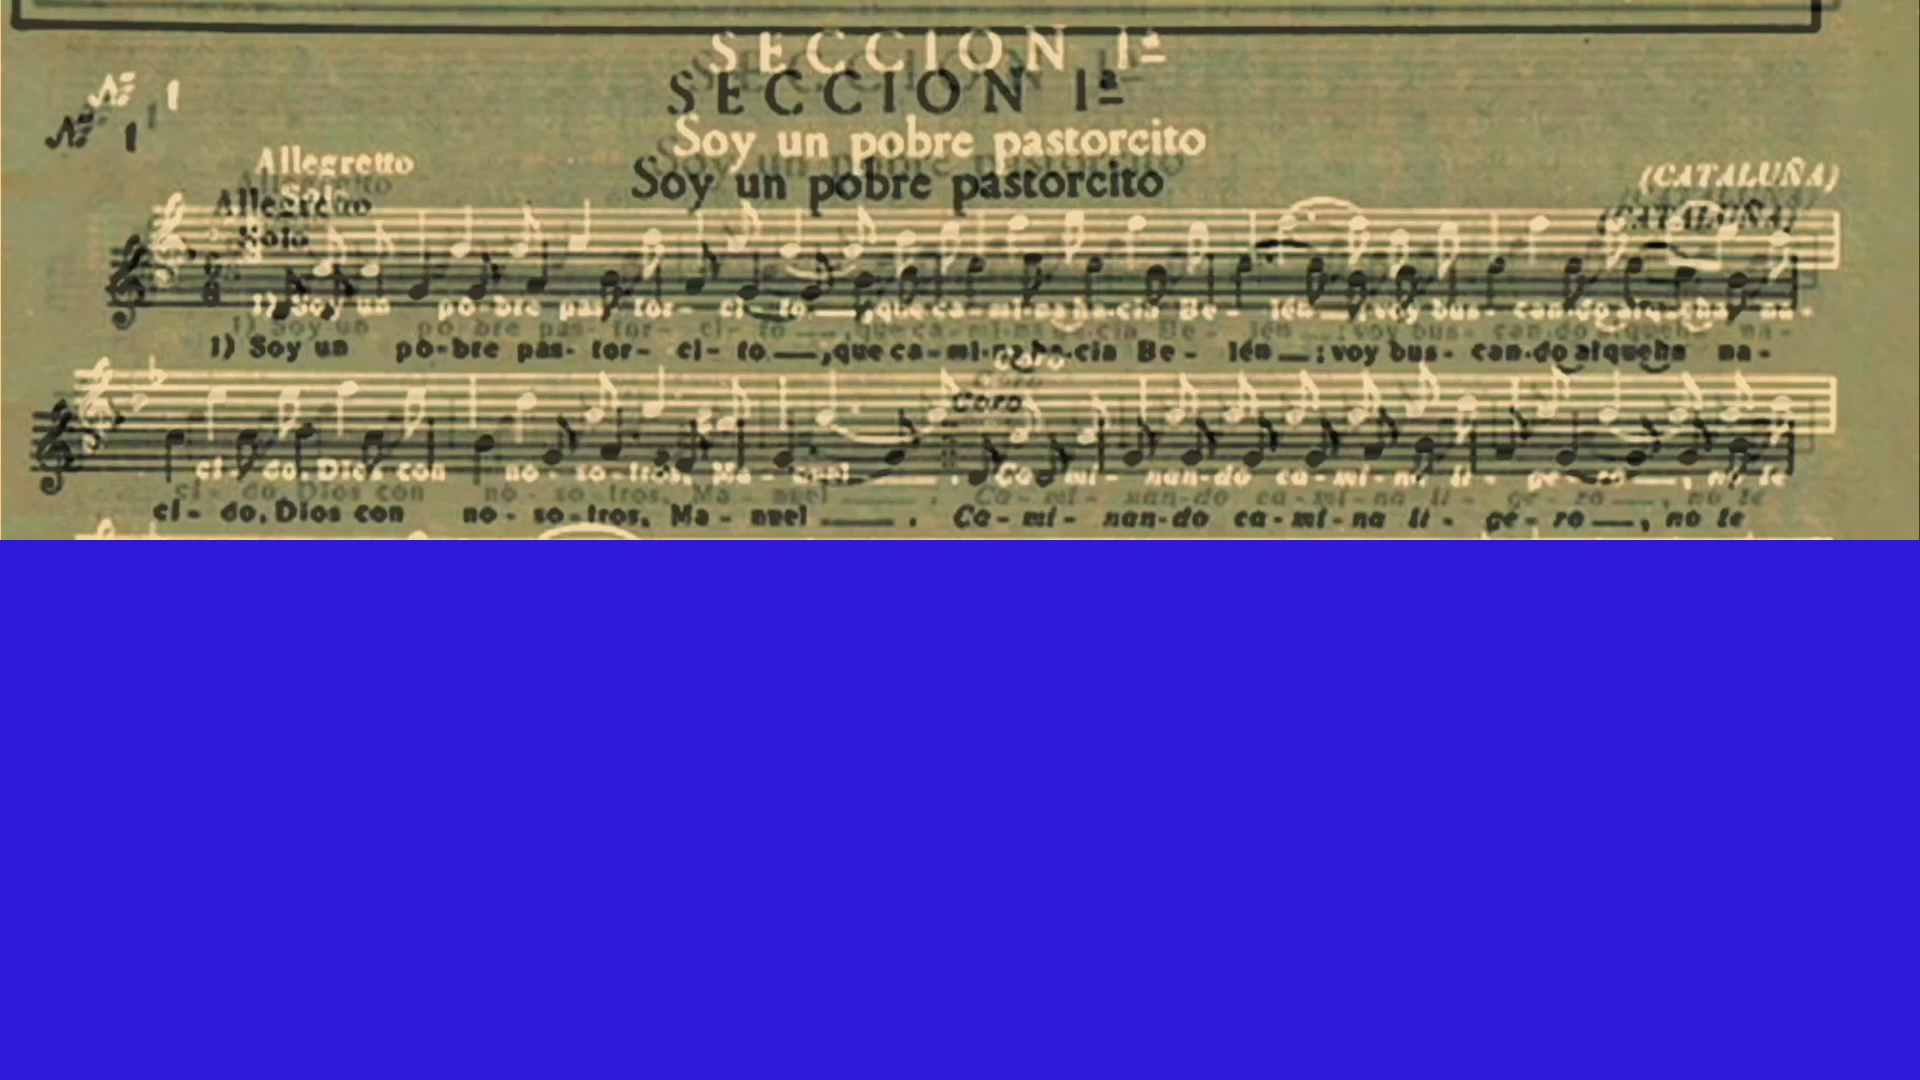 SECCION 1ª
Nº 1
Soy un pobre pastorcito
Allegretto
(CATALUÑA)
Solo
1) Soy un po-bre pas-tor-ci-to—, que ca-mi-na ha-cia Be-lén—; voy bus-can-do al que ha na-
Coro
ci-do, Dios con no-so-tros, Ma-nuel —. Ca-mi-nan-do ca-mi-na li-ge-ro—, no te